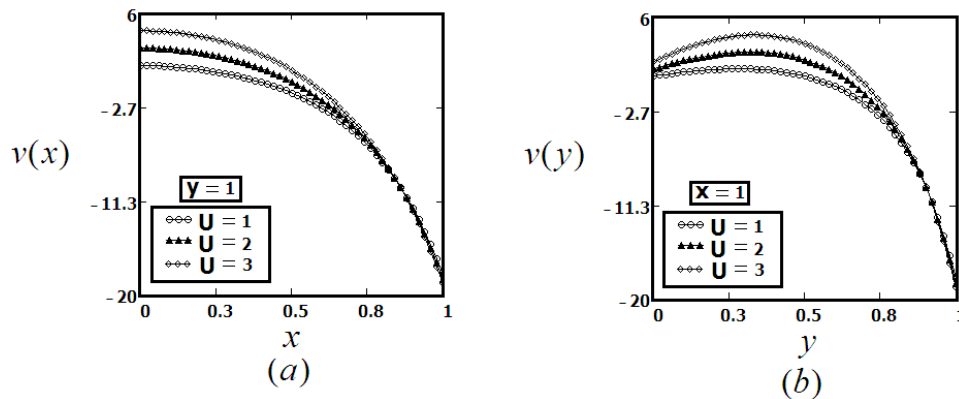 6
-2.7
v(x)
-11.3
-20
y = 1
U = 1
U = 2
U = 3
0
0.3
0.5
0.8
1
x
(a)
6
-2.7
v(y)
-11.3
-20
x = 1
U = 1
U = 2
U = 3
0
0.3
0.5
0.8
1
y
(b)